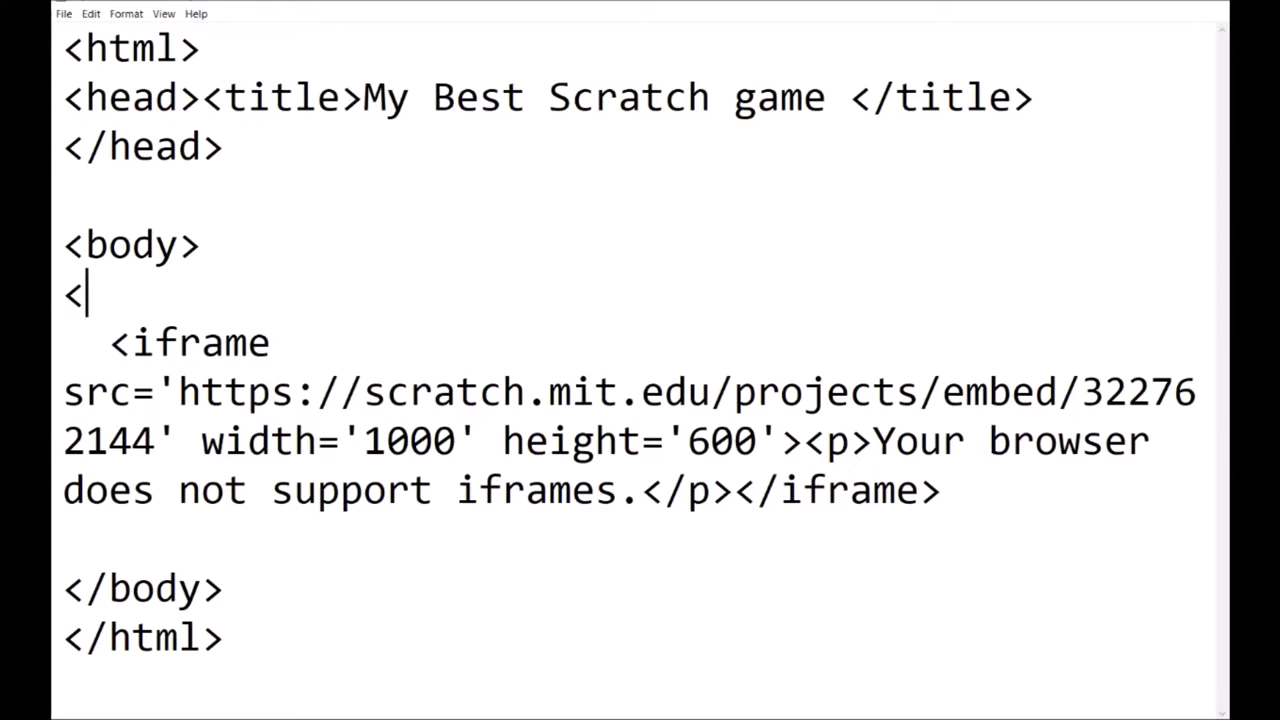 File Edit Format View Help
<html>
<head><title>My Best Scratch game </title>
</head>
<body>
<
<iframe
src='https://scratch.mit.edu/projects/embed/32276
2144' width='1000' height='600'><p>Your browser
does not support iframes.</p></iframe>
</body>
</html>